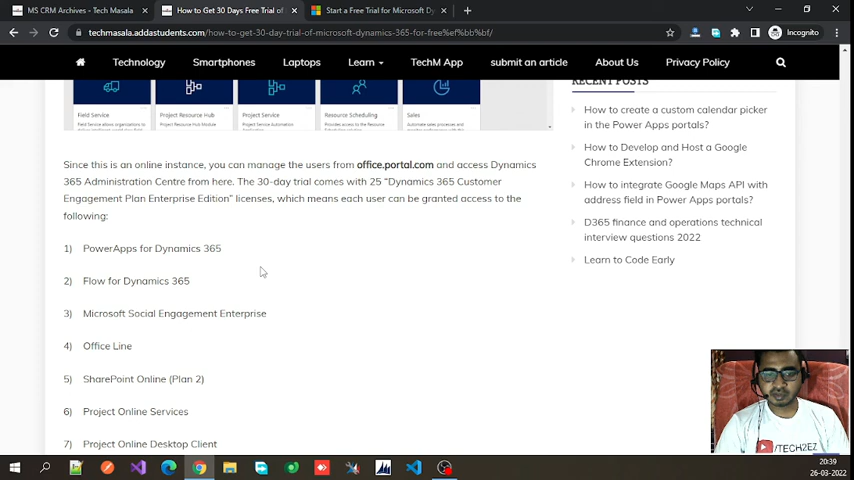 MS CRM Archives - Tech Masala
How to Get 30 Days Free Trial of
Start a Free Trial for Microsoft Dy
techmasala.addastudents.com/how-to-get-30-day-trial-of-microsoft-dynamics-365-for-free%ef%bb%bf/
Incognito
Technology Smartphones Laptops Learn TechM App submit an article About Us Privacy Policy
Field Service
Project Resource Hub
Project Service
Resource Scheduling
Sales
RECENT POSTS
How to create a custom calendar picker
in the Power Apps portals?
How to Develop and Host a Google
Chrome Extension?
How to integrate Google Maps API with
address field in Power Apps portals?
D365 finance and operations technical
interview questions 2022
Learn to Code Early
Since this is an online instance, you can manage the users from office.portal.com and access Dynamics
365 Administration Centre from here. The 30-day trial comes with 25 “Dynamics 365 Customer
Engagement Plan Enterprise Edition” licenses, which means each user can be granted access to the
following:
1) PowerApps for Dynamics 365
2) Flow for Dynamics 365
3) Microsoft Social Engagement Enterprise
4) Office Line
5) SharePoint Online (Plan 2)
6) Project Online Services
7) Project Online Desktop Client
/TECH2EZ
20:39
26-03-2022